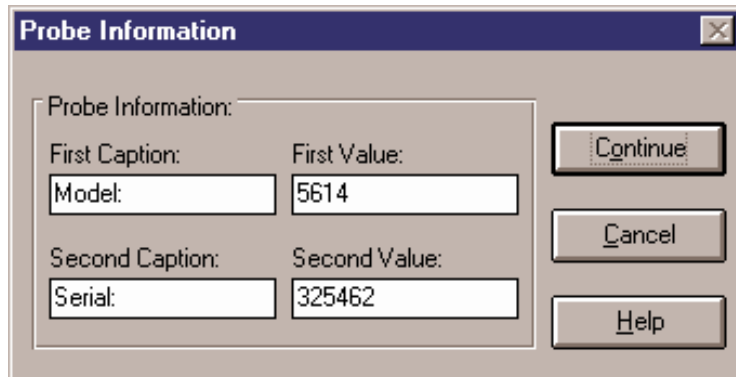 Probe Information
Probe Information:
First Caption: First Value:
Model: 5614
Second Caption: Second Value:
Serial: 325462
Continue
Cancel
Help